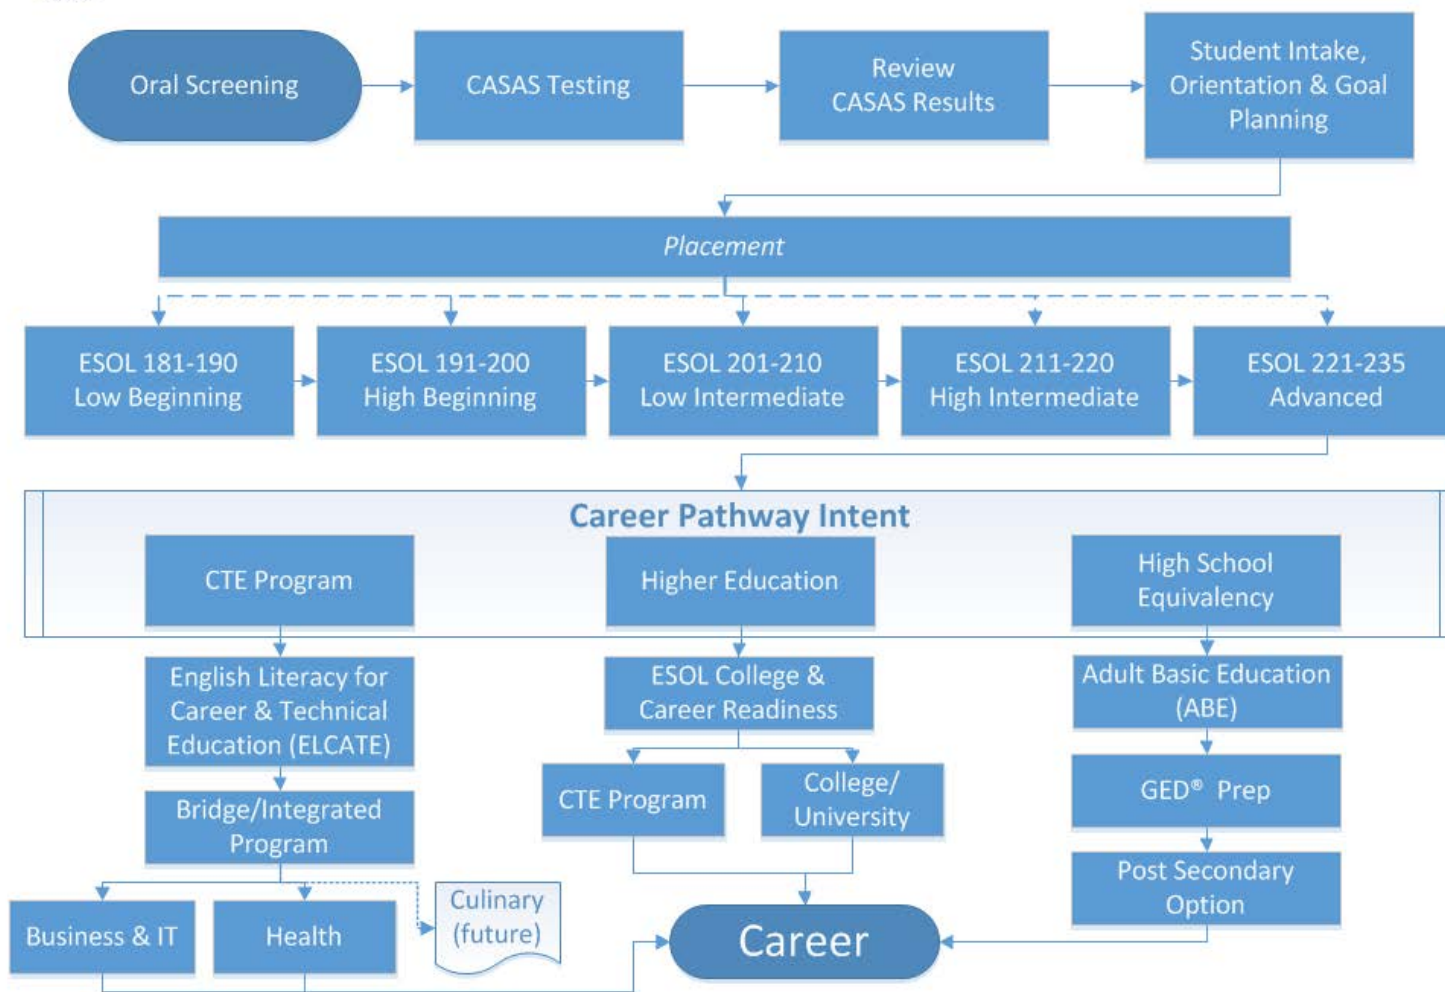 Oral Screening
CASAS Testing
Review
CASAS Results
Student Intake,
Orientation & Goal
Planning
Placement
ESOL 181-190
Low Beginning
ESOL 191-200
High Beginning
ESOL 201-210
Low Intermediate
ESOL 211-220
High Intermediate
ESOL 221-235
Advanced
Career Pathway Intent
CTE Program
Higher Education
High School
Equivalency
English Literacy for
Career & Technical
Education (ELCATE)
ESOL College &
Career Readiness
Adult Basic Education
(ABE)
Bridge/Integrated
Program
CTE Program
College/
University
GED® Prep
Business & IT
Health
Culinary
(future)
Post Secondary
Option
Career